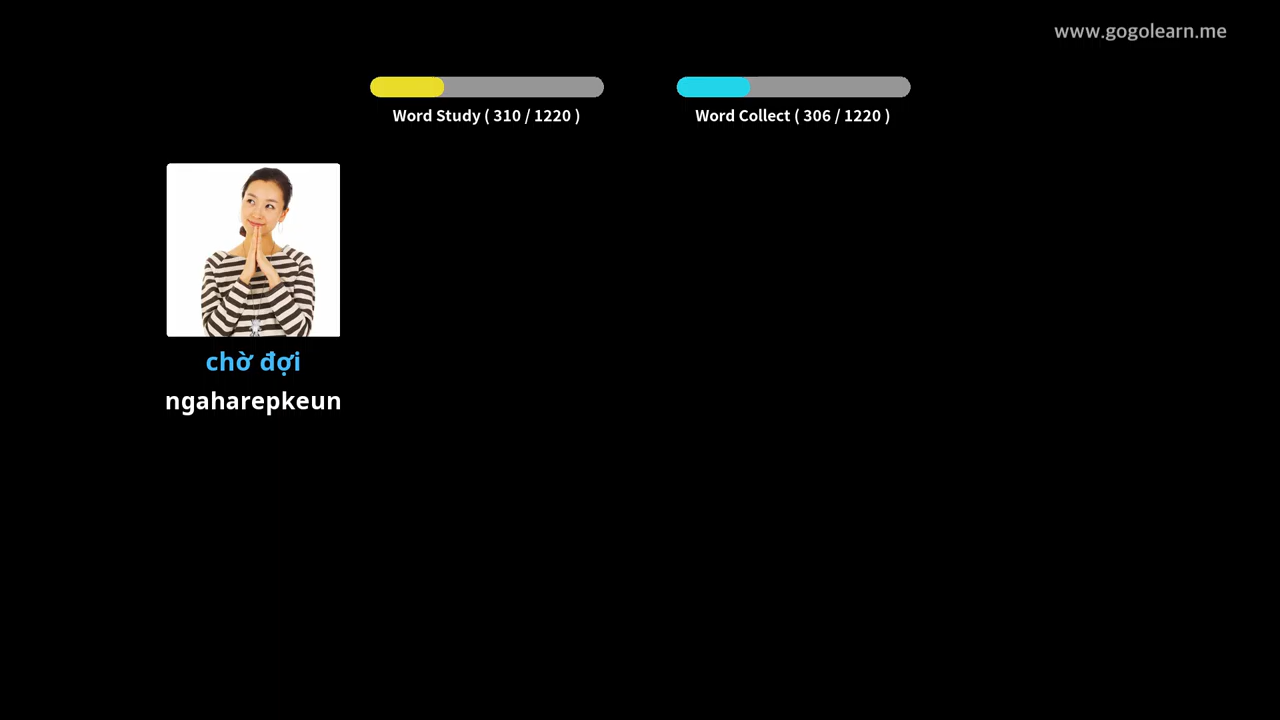 www.gogolearn.me
Word Study ( 310 / 1220 )
Word Collect ( 306 / 1220 )
chờ đợi
ngaharepkeun